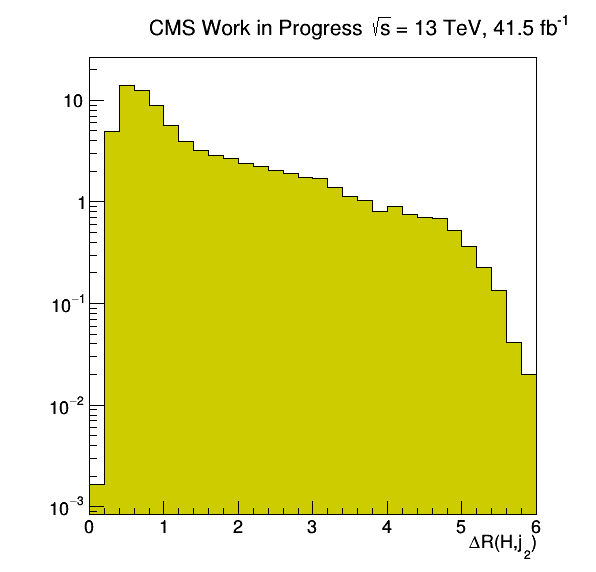 CMS Work in Progress √s = 13 TeV, 41.5 fb⁻¹
10
1
10⁻¹
10⁻²
10⁻³
0 1 2 3 4 5 6
ΔR(H,j₂)